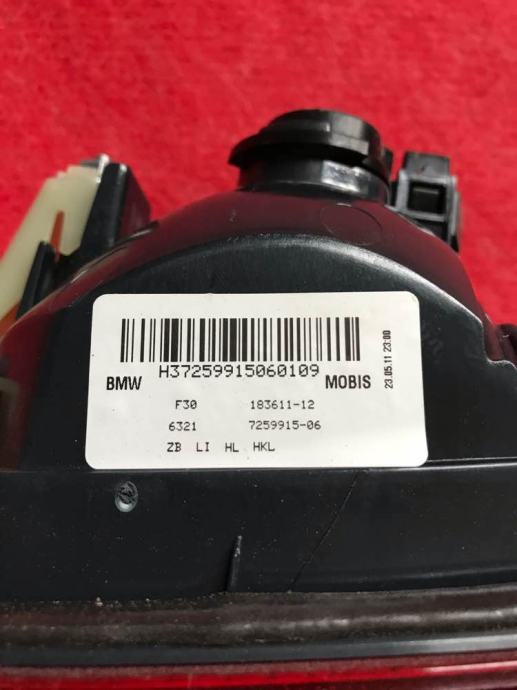 H37259915060109
BMW MOBIS
23.05.11 23:00
F30 183611-12
6321 7259915-06
ZB LI HL HKL